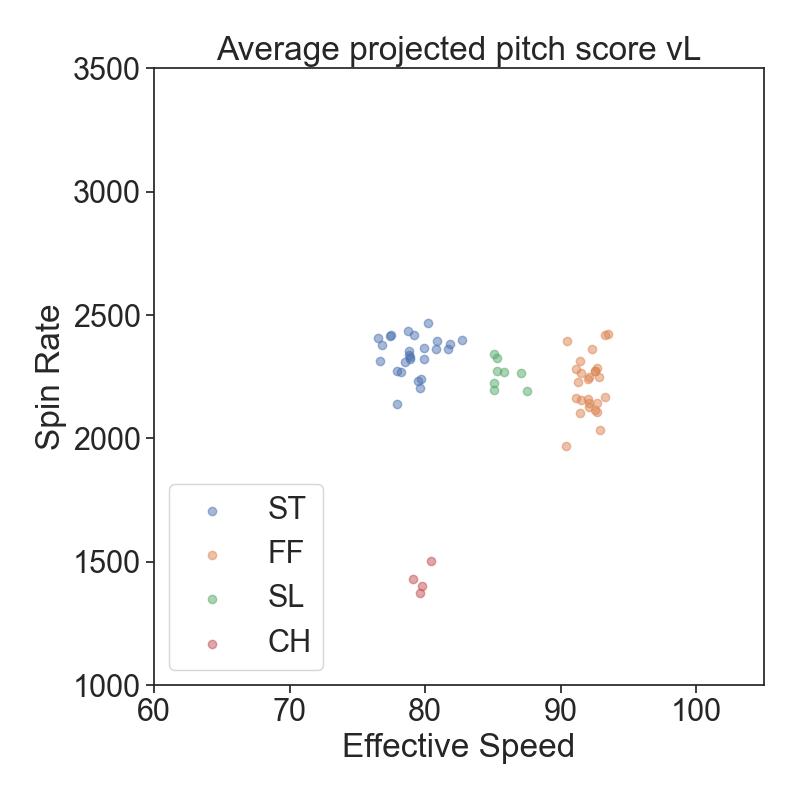 Average projected pitch score vL
3500
3000
2500
2000
1500
1000
Spin Rate
ST
FF
SL
CH
60 70 80 90 100
Effective Speed